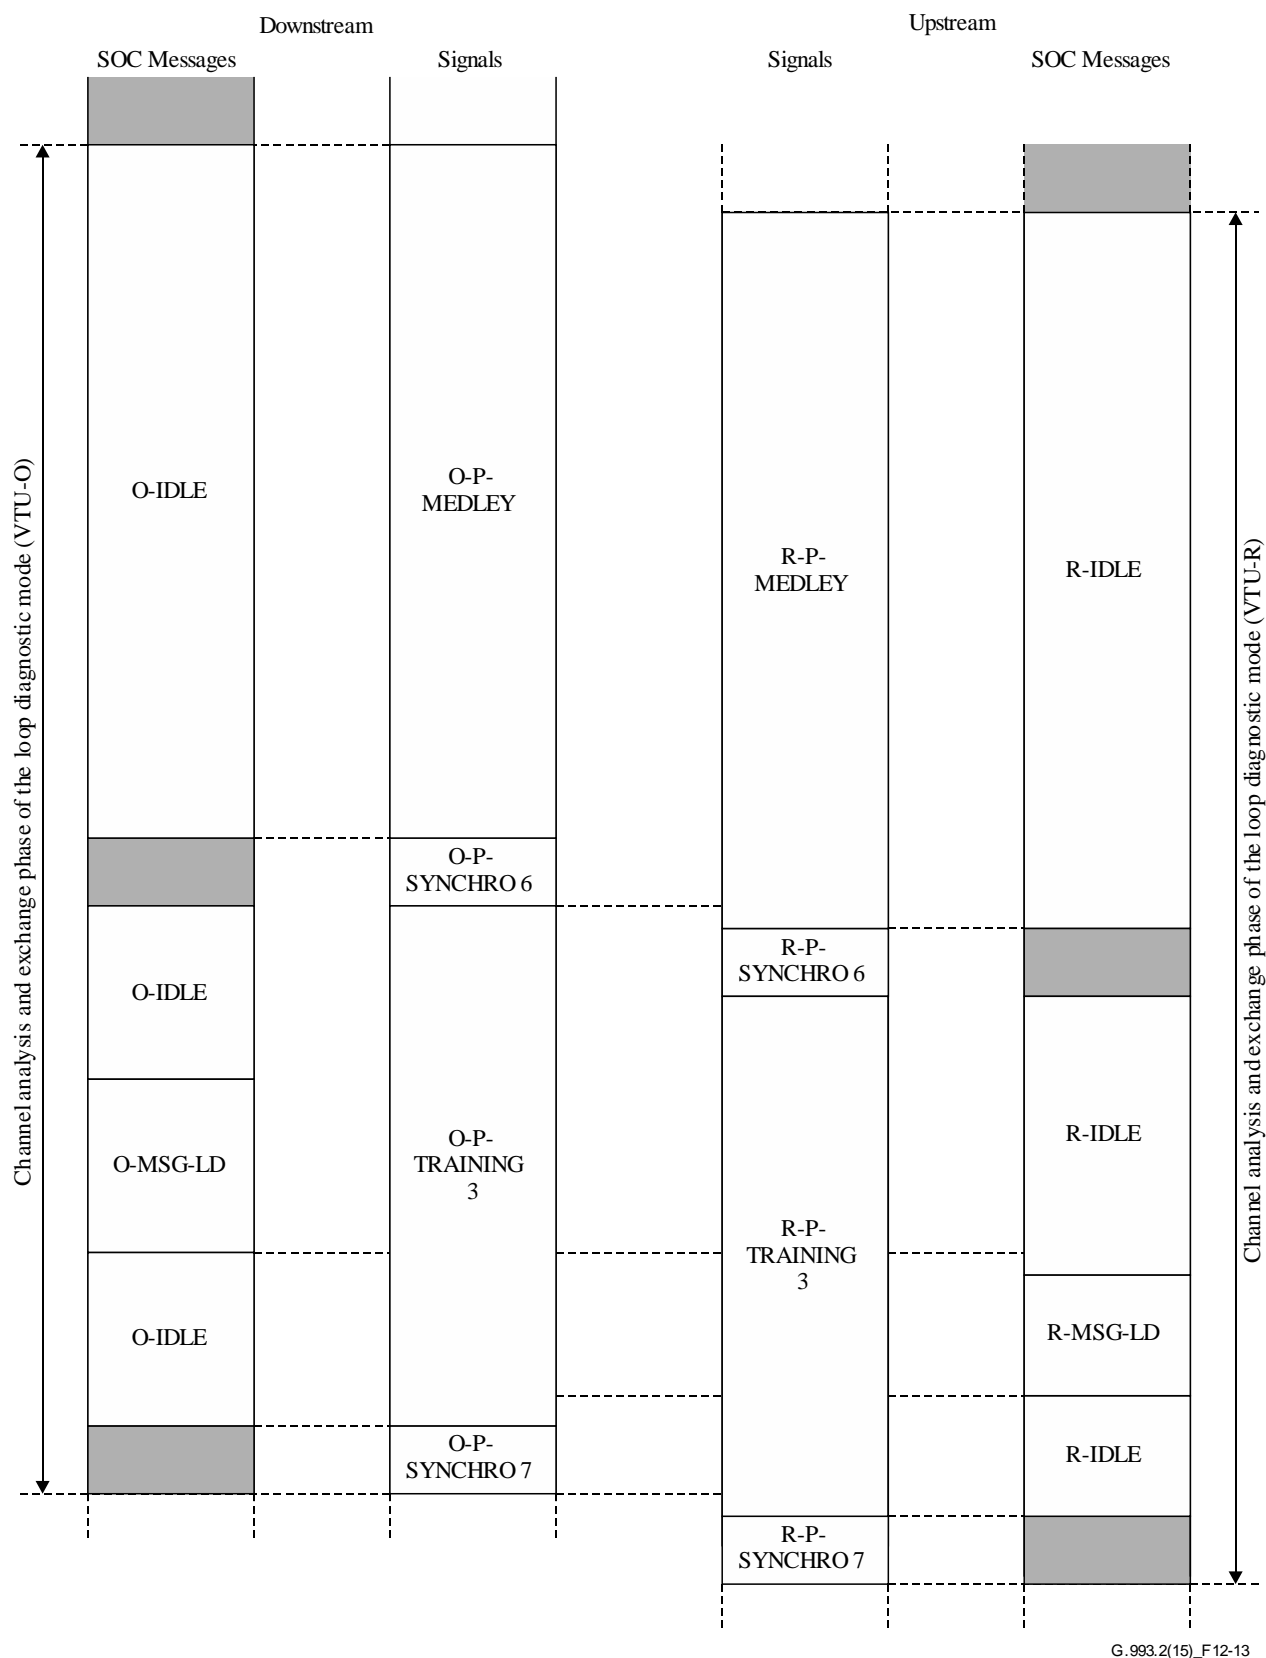 Downstream
Upstream
SOC Messages
Signals
Signals
SOC Messages
Channel analysis and exchange phase of the loop diagnostic mode (VTU-O)
O-IDLE
O-P-
MEDLEY
R-P-
MEDLEY
R-IDLE
Channel analysis and exchange phase of the loop diagnostic mode (VTU-R)
O-P-
SYNCHRO 6
R-P-
SYNCHRO 6
O-IDLE
O-MSG-LD
O-P-
TRAINING
3
R-IDLE
R-P-
TRAINING
3
O-IDLE
R-MSG-LD
O-P-
SYNCHRO 7
R-IDLE
R-P-
SYNCHRO 7
G.993.2(15)_F12-13